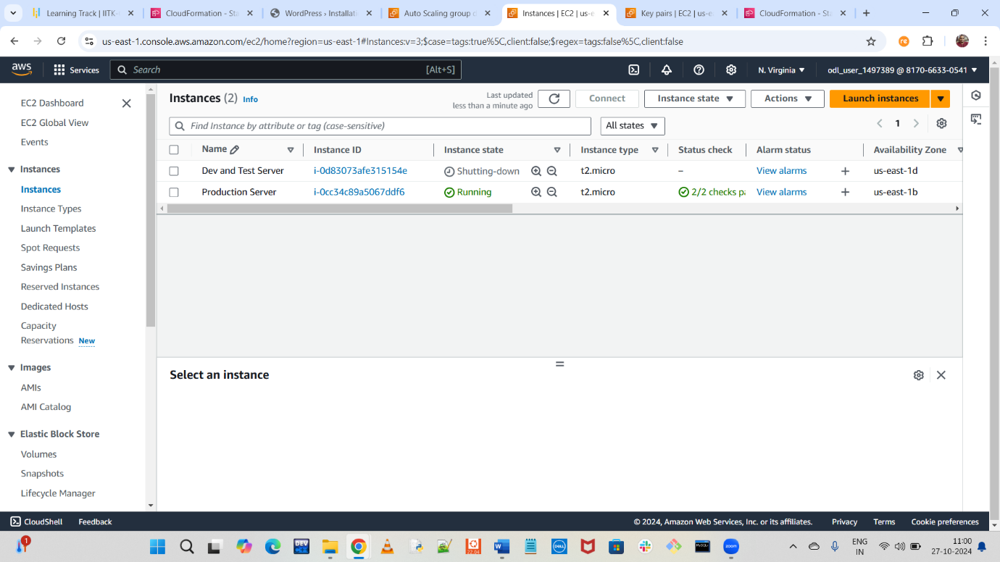 Learning Track | IITK-
CloudFormation - Sta
WordPress › Installati
Auto Scaling group d
Instances | EC2 | us-e
Key pairs | EC2 | us-ea
CloudFormation - Sta
us-east-1.console.aws.amazon.com/ec2/home?region=us-east-1#Instances:v=3;$case=tags:true%5C,client:false;$regex=tags:false%5C,client:false
aws
Services
Search
[Alt+S]
N. Virginia
odl_user_1497389 @ 8170-6633-0541
EC2 Dashboard
EC2 Global View
Events
Instances
Instances
Instance Types
Launch Templates
Spot Requests
Savings Plans
Reserved Instances
Dedicated Hosts
Capacity
Reservations New
Images
AMIs
AMI Catalog
Elastic Block Store
Volumes
Snapshots
Lifecycle Manager
Instances (2) Info
Last updated
less than a minute ago
Connect
Instance state
Actions
Launch instances
Find Instance by attribute or tag (case-sensitive)
All states
1
Name Instance ID Instance state Instance type Status check Alarm status Availability Zone
Dev and Test Server i-0d83073afe315154e Shutting-down t2.micro – View alarms + us-east-1d
Production Server i-0cc34c89a5067ddf6 Running t2.micro 2/2 checks pa View alarms + us-east-1b
Select an instance
CloudShell Feedback
© 2024, Amazon Web Services, Inc. or its affiliates. Privacy Terms Cookie preferences
1
DEV
22.04
DELL
MySQL
zoom
ENG
IN
11:00
27-10-2024